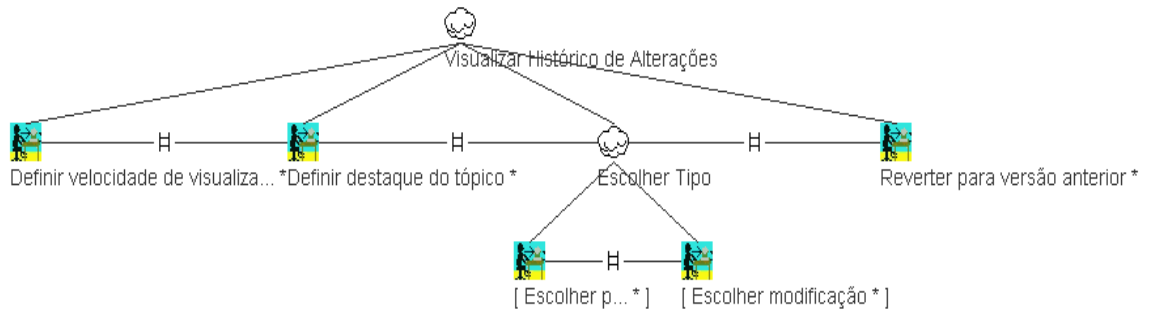 Visualizar Histórico de Alterações
Definir velocidade de visualiza... * Definir destaque do tópico * Escolher Tipo Reverter para versão anterior *
[ Escolher p... * ] [ Escolher modificação * ]